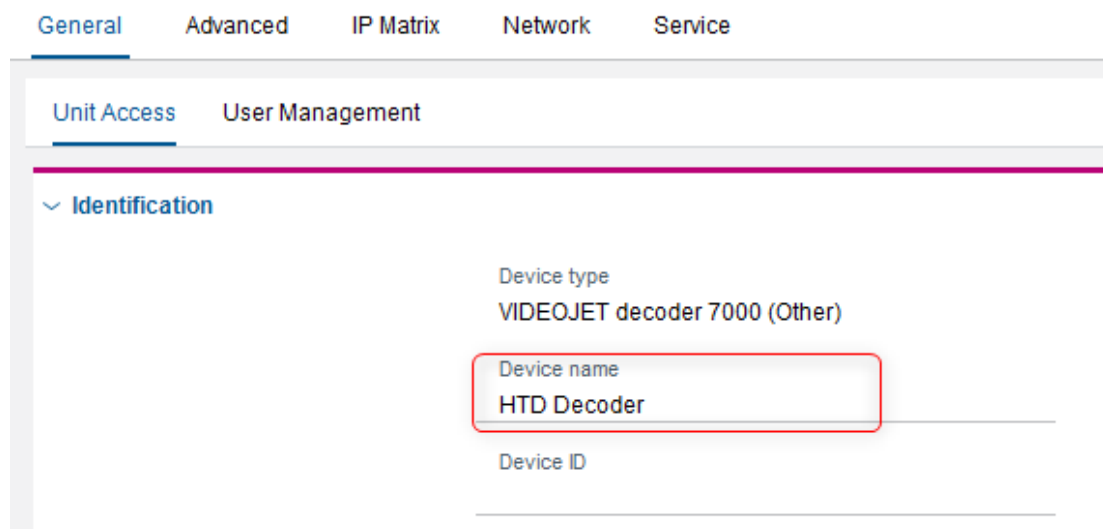 General Advanced IP Matrix Network Service
Unit Access User Management
Identification
Device type
VIDEOJET decoder 7000 (Other)
Device name
HTD Decoder
Device ID